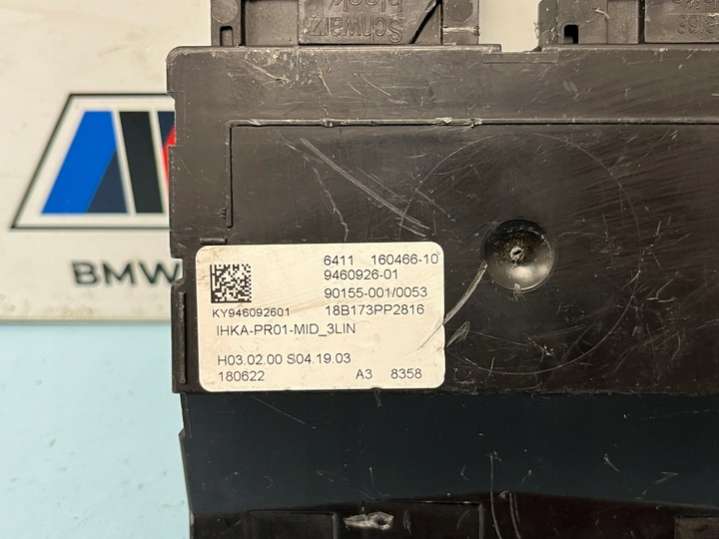 Schwarz
black
BMW
6411 160466-10
9460926-01
90155-001/0053
KY946092601 18B173PP2816
IHKA-PR01-MID_3LIN
H03.02.00 S04.19.03
180622 A3 8358